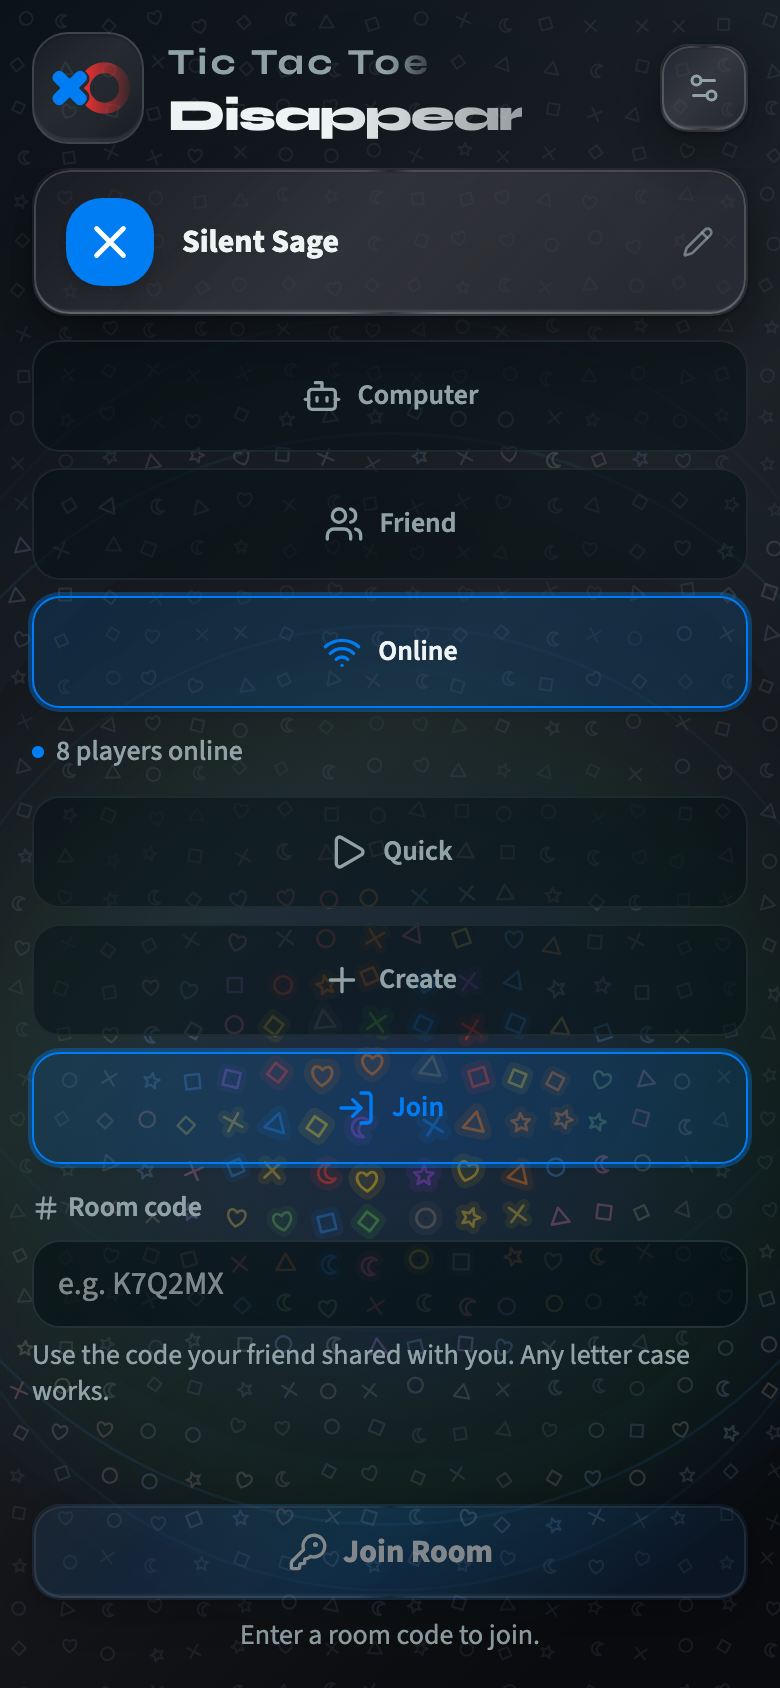 Tic Tac Toe
Disappear
Silent Sage
Computer
Friend
Online
8 players online
Quick
Create
Join
Room code
e.g. K7Q2MX
Use the code your friend shared with you. Any letter case
works.
Join Room
Enter a room code to join.